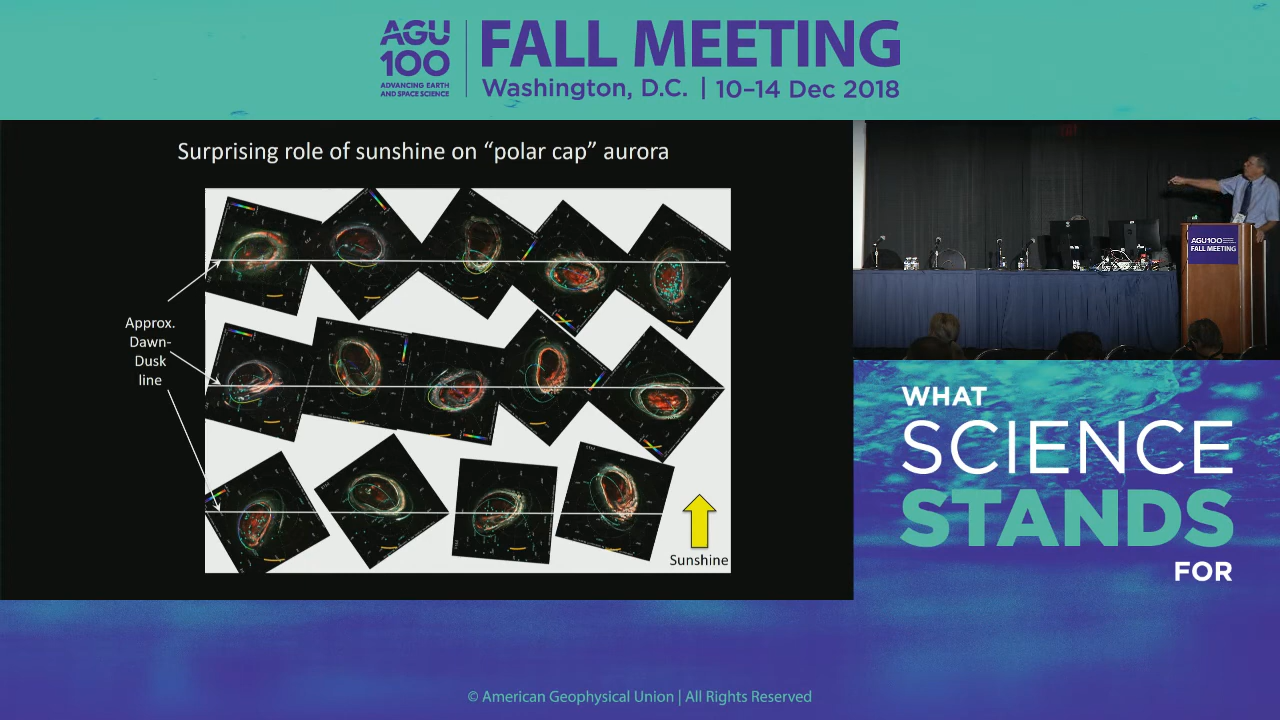 AGU
100
ADVANCING EARTH
AND SPACE SCIENCE
FALL MEETING
Washington, D.C. | 10–14 Dec 2018
Surprising role of sunshine on “polar cap” aurora
Approx.
Dawn-
Dusk
line
Sunshine
AGU100
FALL MEETING
WHAT
SCIENCE
STANDS
FOR
© American Geophysical Union | All Rights Reserved